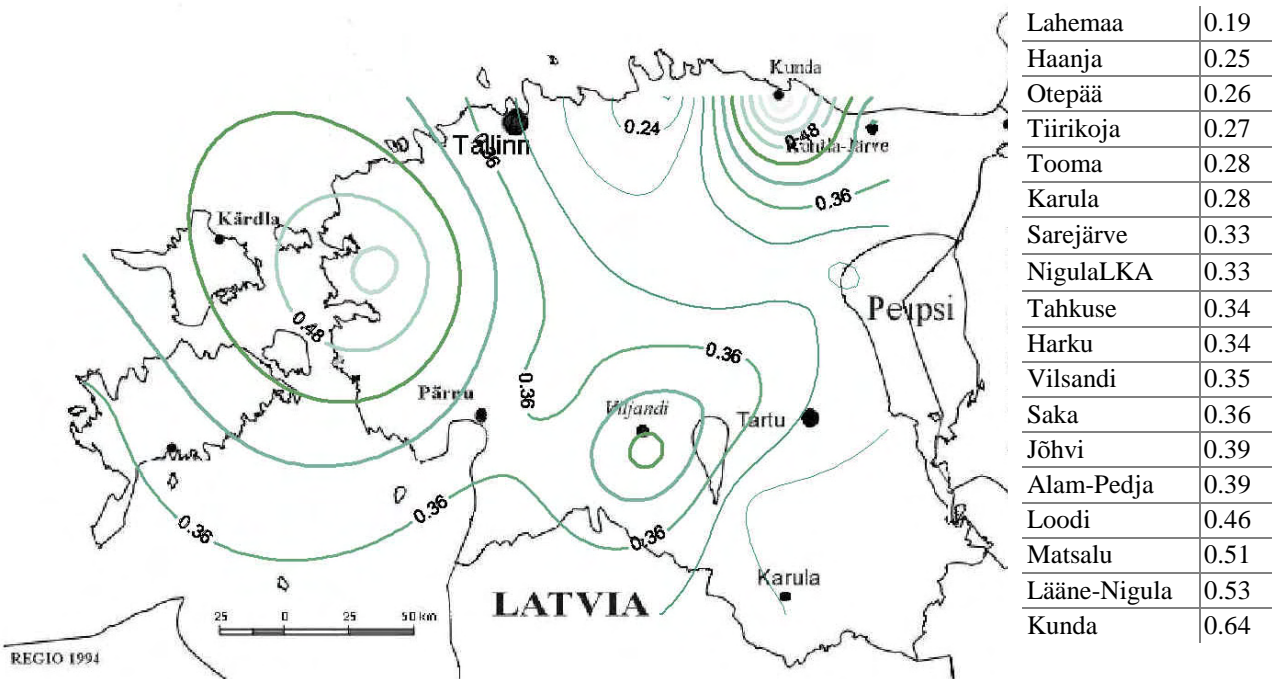 Kunda
0.24
Tallinn
0.36
0.48
Kohtla-Järve
0.36
Kärdla
0.48
Peipsi
0.36
0.36
Pärnu
Viljandi
Tartu
0.36
0.36
0.36
Karula
LATVIA
25 0 25 50 km
REGIO 1994
Lahemaa 0.19
Haanja 0.25
Otepää 0.26
Tiirikoja 0.27
Tooma 0.28
Karula 0.28
Sarejärve 0.33
NigulaLKA 0.33
Tahkuse 0.34
Harku 0.34
Vilsandi 0.35
Saka 0.36
Jõhvi 0.39
Alam-Pedja 0.39
Loodi 0.46
Matsalu 0.51
Lääne-Nigula 0.53
Kunda 0.64